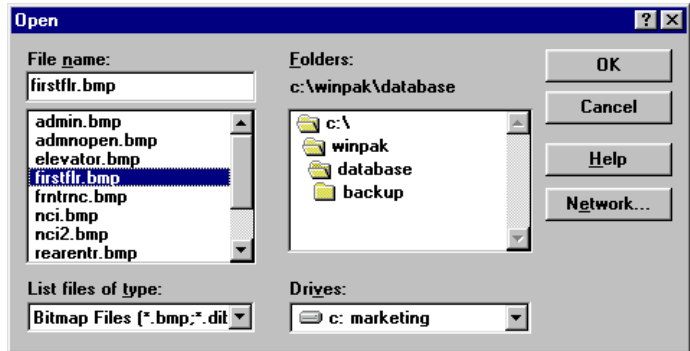 Open
File name:
firstflr.bmp
admin.bmp
admnopen.bmp
elevator.bmp
firstflr.bmp
frntrnc.bmp
nci.bmp
nci2.bmp
rearentr.bmp
List files of type:
Bitmap Files (*.bmp;*.dit
Folders:
c:\winpak\database
c:\
winpak
database
backup
Drives:
c: marketing
OK
Cancel
Help
Network...